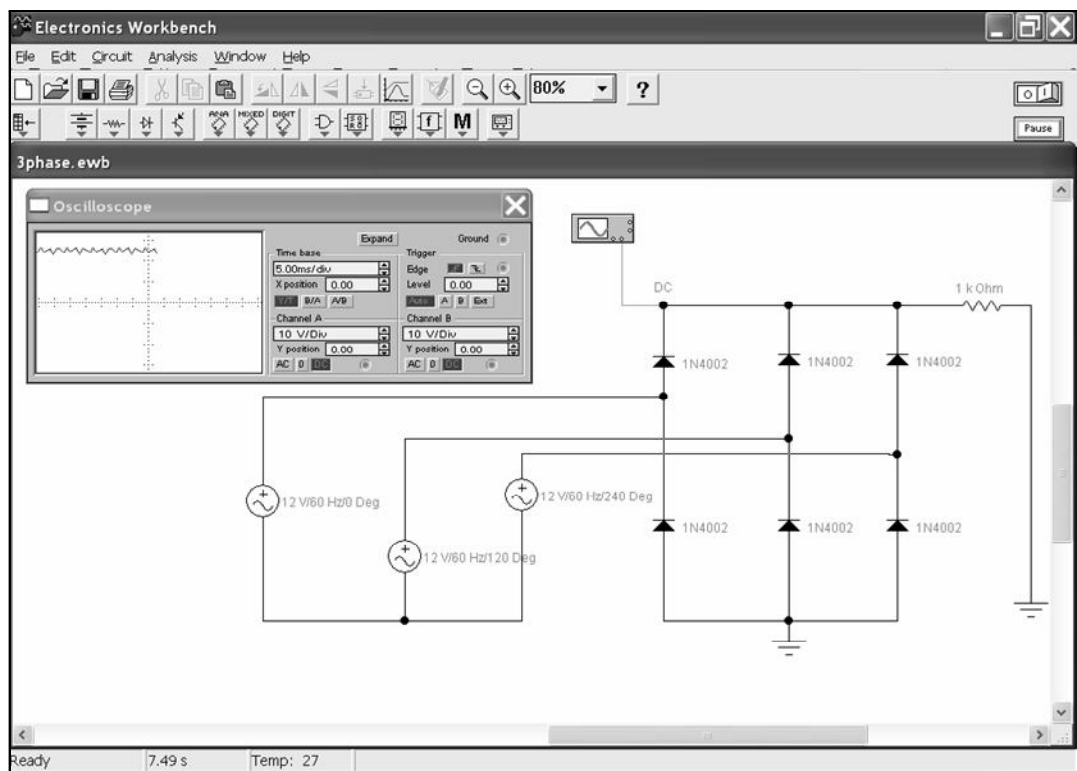 Electronics Workbench
File Edit Circuit Analysis Window Help
80% ?
ANA MIXED DIGIT
f M
Pause
3phase.ewb
Oscilloscope
Expand Ground
Time base Trigger
5.00ms/div Edge
X position 0.00 Level 0.00
Y/T B/A A/B Auto A B Ext
Channel A Channel B
10 V/Div 10 V/Div
Y position 0.00 Y position 0.00
AC 0 DC AC 0 DC
DC 1 k Ohm
1N4002 1N4002 1N4002
12 V/60 Hz/0 Deg 12 V/60 Hz/240 Deg
1N4002 1N4002 1N4002
12 V/60 Hz/120 Deg
Ready 7.49 s Temp: 27